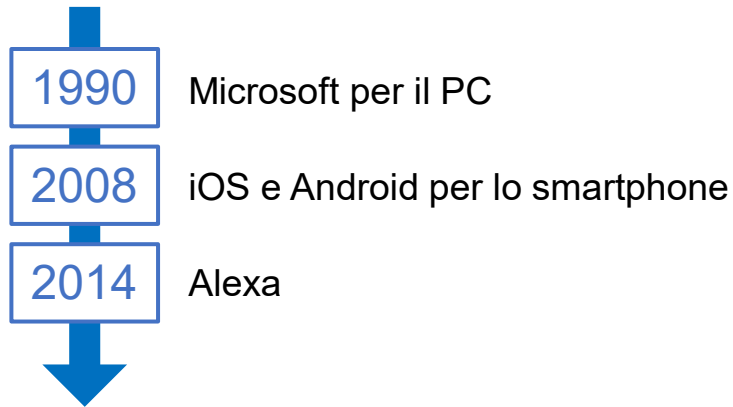 1990 Microsoft per il PC
2008 iOS e Android per lo smartphone
2014 Alexa